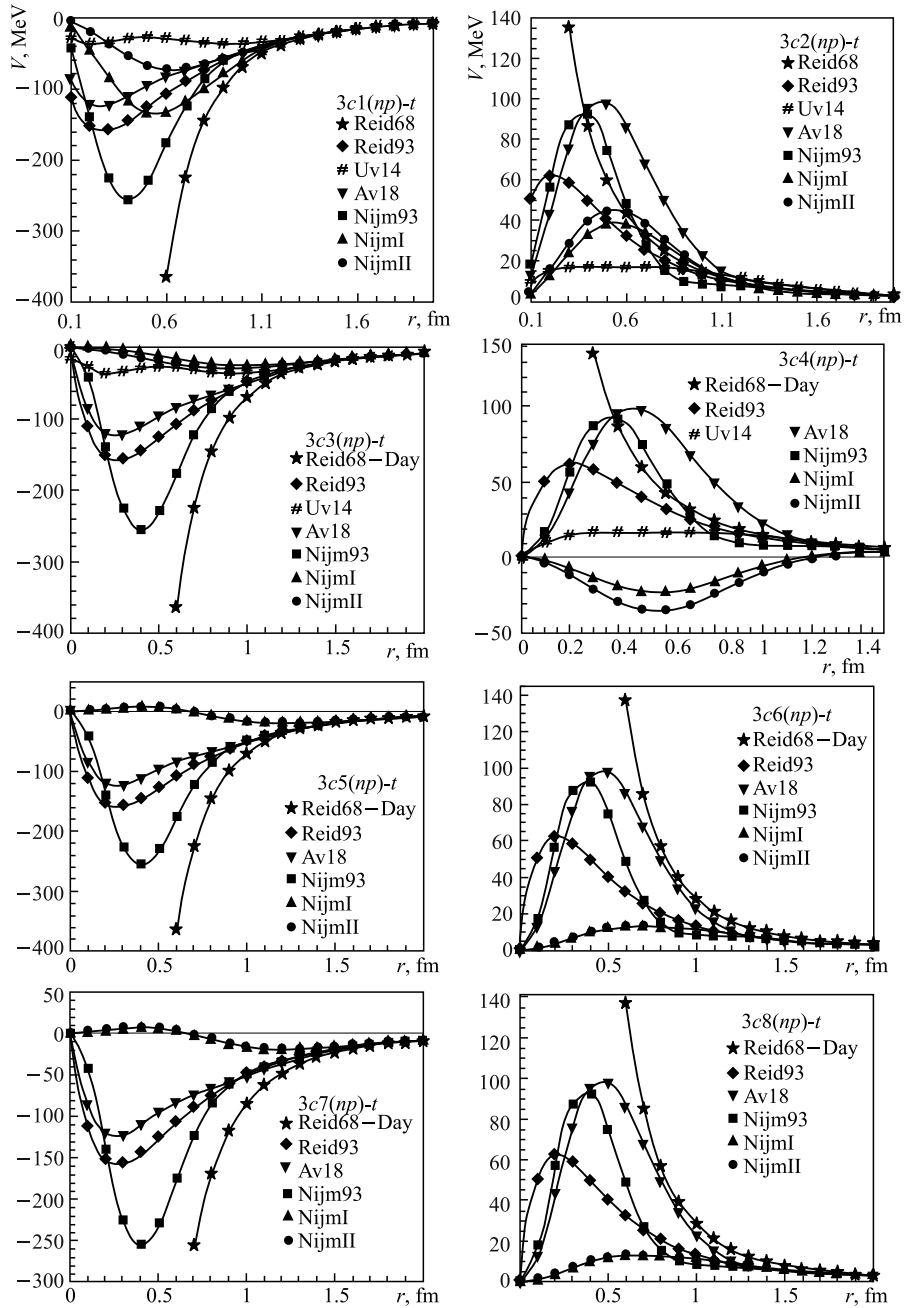 V, MeV
0
−100
−200
−300
−400
0.1
0.6
1.1
1.6
r, fm
3c1(np)-t
Reid68
Reid93
Uv14
Av18
Nijm93
NijmI
NijmII
V, MeV
140
120
100
80
60
40
20
0
0.1
0.6
1.1
1.6
r, fm
3c2(np)-t
Reid68
Reid93
Uv14
Av18
Nijm93
NijmI
NijmII
0
−100
−200
−300
−400
0
0.5
1
1.5
r, fm
3c3(np)-t
Reid68−Day
Reid93
Uv14
Av18
Nijm93
NijmI
NijmII
150
100
50
0
−50
0
0.2
0.4
0.6
0.8
1
1.2
1.4
r, fm
3c4(np)-t
Reid68−Day
Reid93
Uv14
Av18
Nijm93
NijmI
NijmII
0
−100
−200
−300
−400
0
0.5
1
1.5
r, fm
3c5(np)-t
Reid68−Day
Reid93
Av18
Nijm93
NijmI
NijmII
140
120
100
80
60
40
20
0
0.5
1
1.5
r, fm
3c6(np)-t
Reid68−Day
Reid93
Av18
Nijm93
NijmI
NijmII
50
0
−50
−100
−150
−200
−250
−300
0
0.5
1
1.5
r, fm
3c7(np)-t
Reid68−Day
Reid93
Av18
Nijm93
NijmI
NijmII
140
120
100
80
60
40
20
0
0.5
1
1.5
r, fm
3c8(np)-t
Reid68−Day
Reid93
Av18
Nijm93
NijmI
NijmII